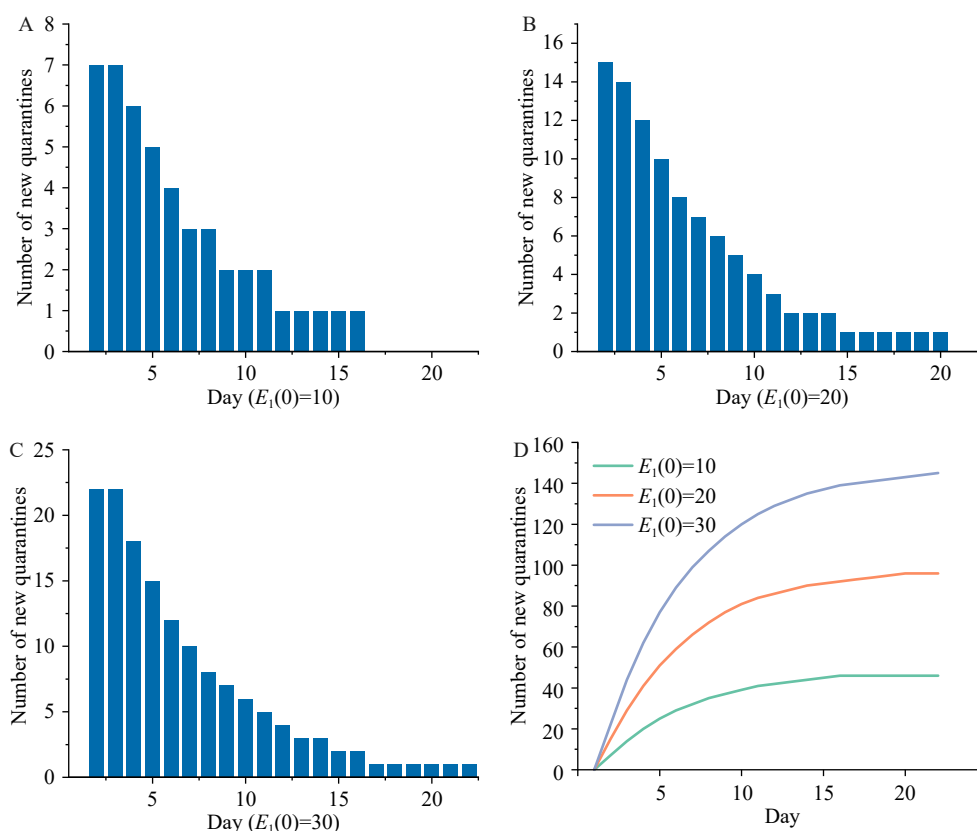 A
Number of new quarantines
8
7
6
5
4
3
2
1
0
5 10 15 20
Day (E₁(0)=10)
B
Number of new quarantines
16
14
12
10
8
6
4
2
0
5 10 15 20
Day (E₁(0)=20)
C
Number of new quarantines
25
20
15
10
5
0
5 10 15 20
Day (E₁(0)=30)
D
Number of new quarantines
160
140
120
100
80
60
40
20
0
E₁(0)=10
E₁(0)=20
E₁(0)=30
5 10 15 20
Day